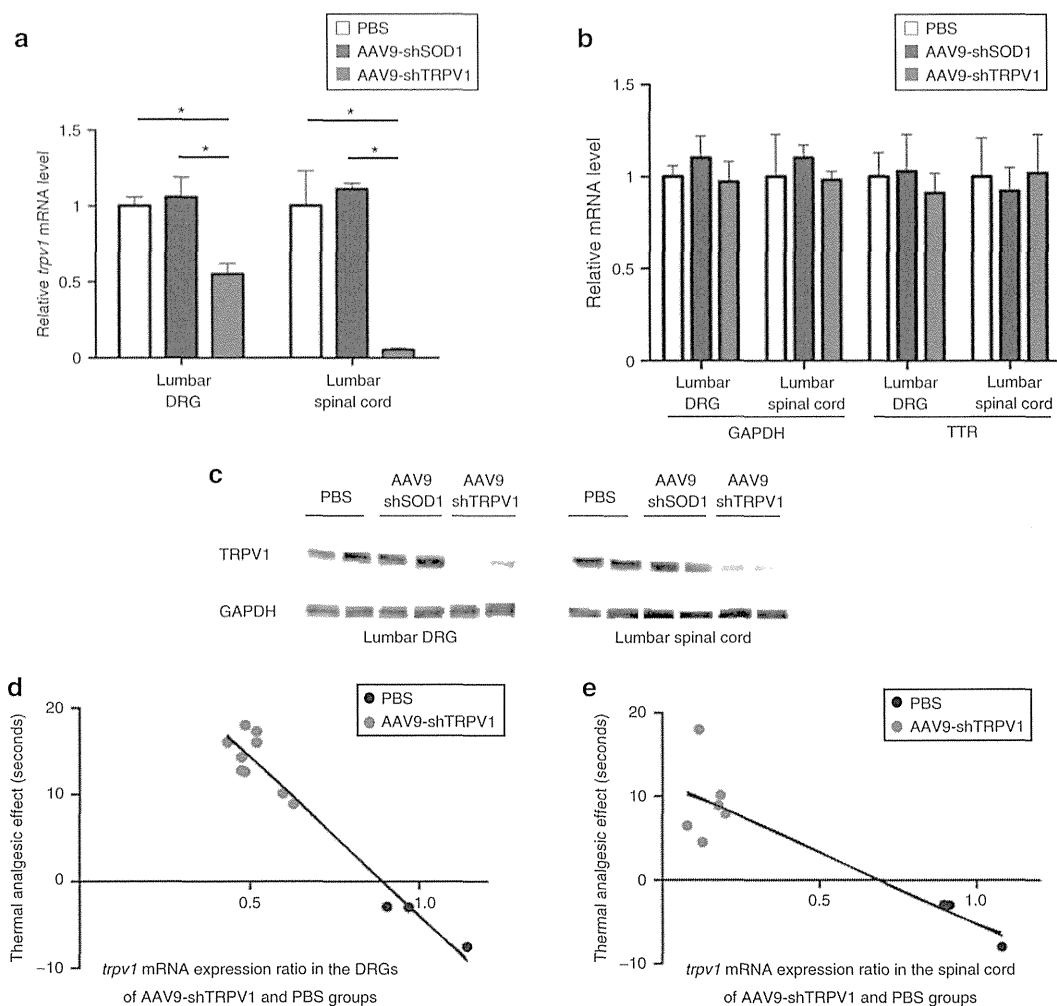 a
PBS
AAV9-shSOD1
AAV9-shTRPV1
Relative trpv1 mRNA level
1.5
1
0.5
0
*
*
*
*
Lumbar
DRG
Lumbar
spinal cord
b
PBS
AAV9-shSOD1
AAV9-shTRPV1
Relative mRNA level
1.5
1.0
0.5
0
Lumbar
DRG
Lumbar
spinal cord
Lumbar
DRG
Lumbar
spinal cord
GAPDH
TTR
c
PBS
AAV9
shSOD1
AAV9
shTRPV1
PBS
AAV9
shSOD1
AAV9
shTRPV1
TRPV1
GAPDH
Lumbar DRG
Lumbar spinal cord
d
PBS
AAV9-shTRPV1
Thermal analgesic effect (seconds)
20
10
0
−10
0.5
1.0
trpv1 mRNA expression ratio in the DRGs
of AAV9-shTRPV1 and PBS groups
e
PBS
AAV9-shTRPV1
Thermal analgesic effect (seconds)
20
10
0
−10
0.5
1.0
trpv1 mRNA expression ratio in the spinal cord
of AAV9-shTRPV1 and PBS groups